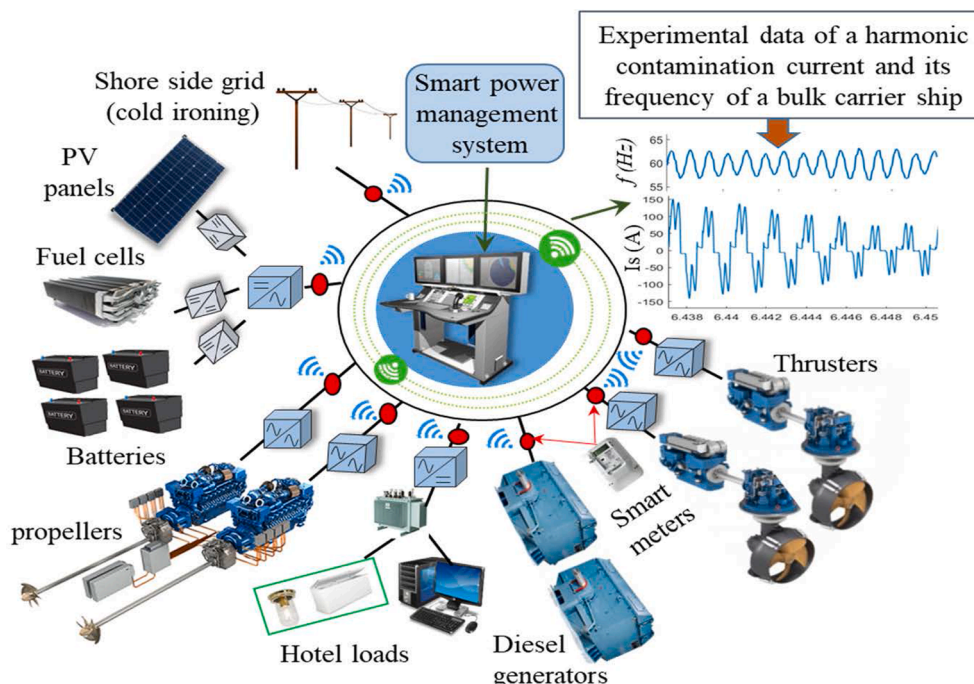 Experimental data of a harmonic
contamination current and its
frequency of a bulk carrier ship
Shore side grid
(cold ironing)
Smart power
management
system
PV
panels
f (Hz)
65
60
55
Is (A)
150
100
50
0
-50
-100
-150
6.438
6.44
6.442
6.444
6.446
6.448
6.45
Fuel cells
BATTERY
BATTERY
BATTERY
BATTERY
Batteries
Thrusters
propellers
Smart
meters
Hotel loads
Diesel
generators